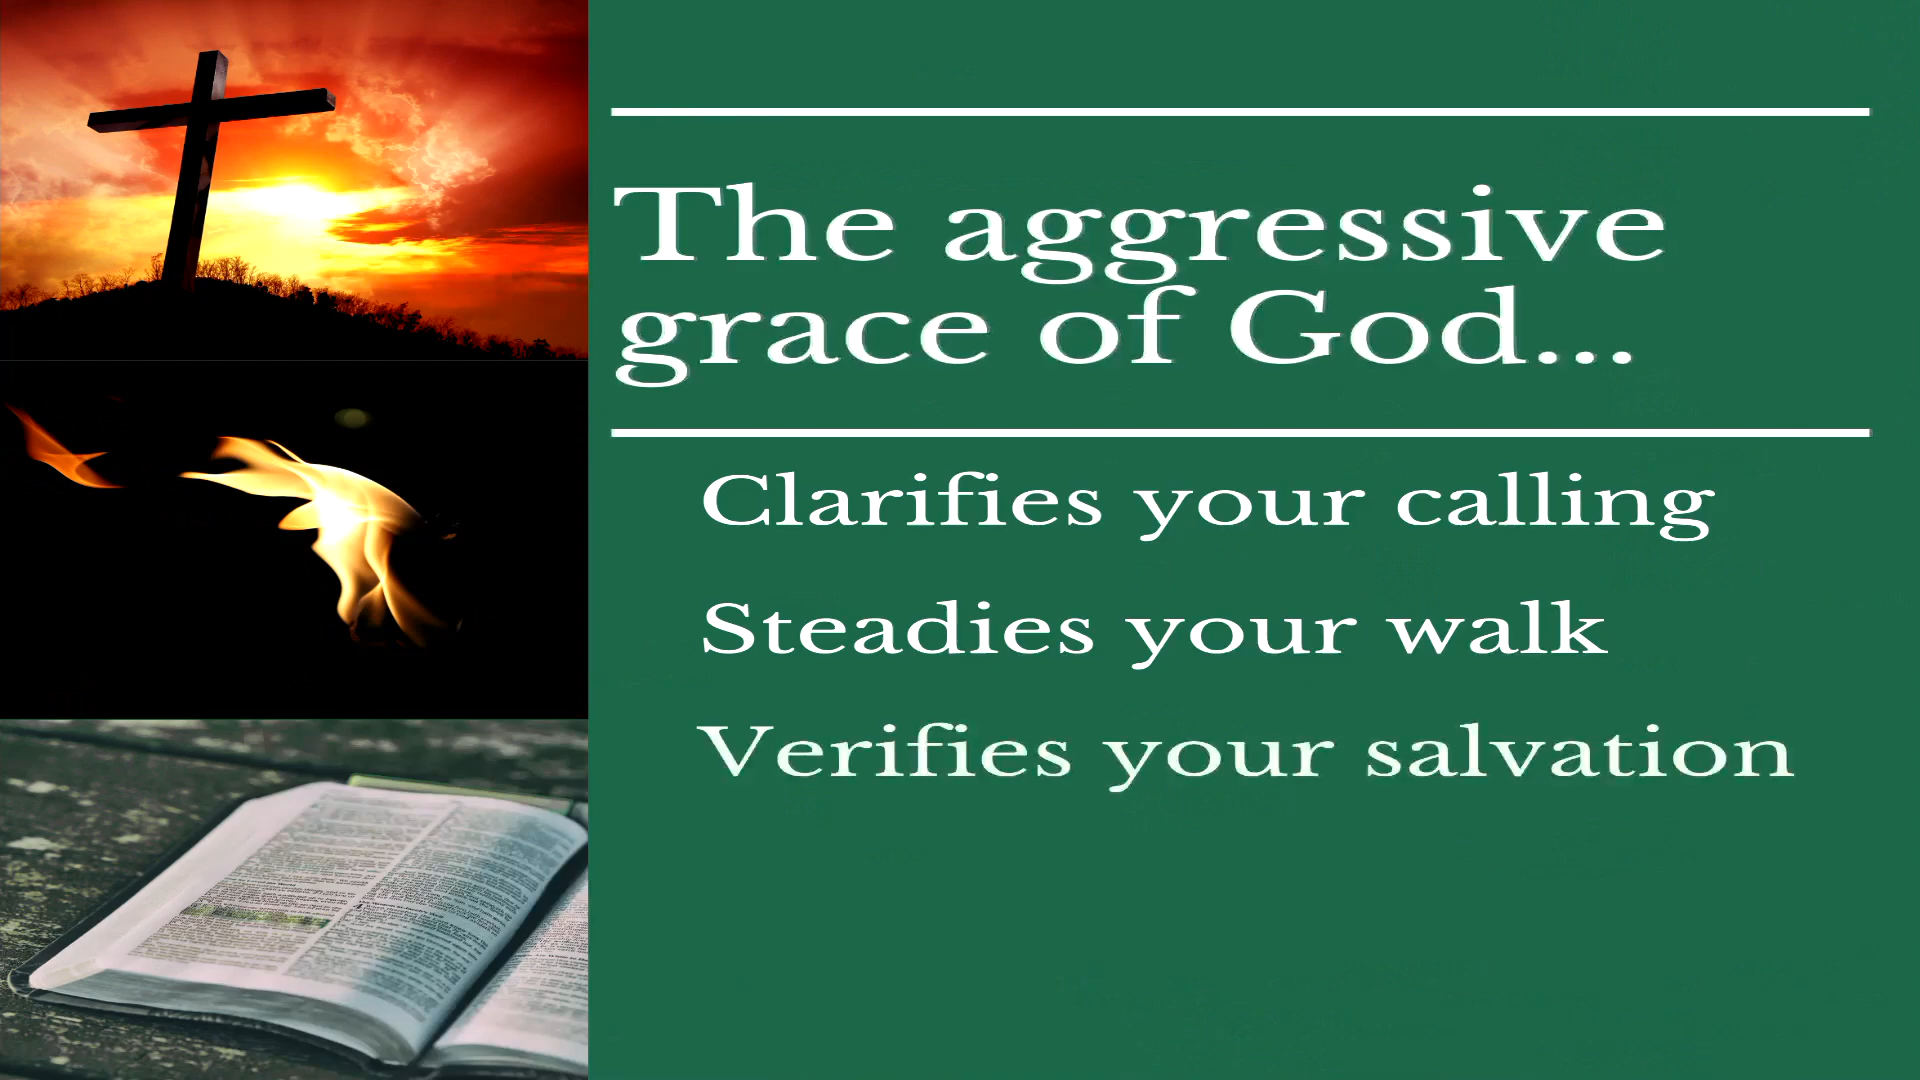 The aggressive
grace of God...
Clarifies your calling
Steadies your walk
Verifies your salvation